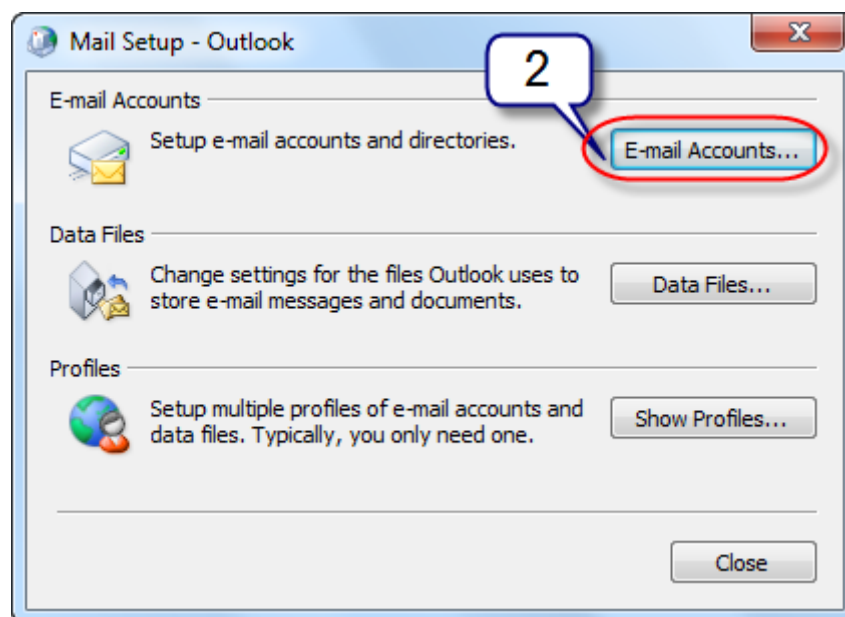 Mail Setup - Outlook
2
E-mail Accounts
Setup e-mail accounts and directories.
E-mail Accounts...
Data Files
Change settings for the files Outlook uses to
store e-mail messages and documents.
Data Files...
Profiles
Setup multiple profiles of e-mail accounts and
data files. Typically, you only need one.
Show Profiles...
Close